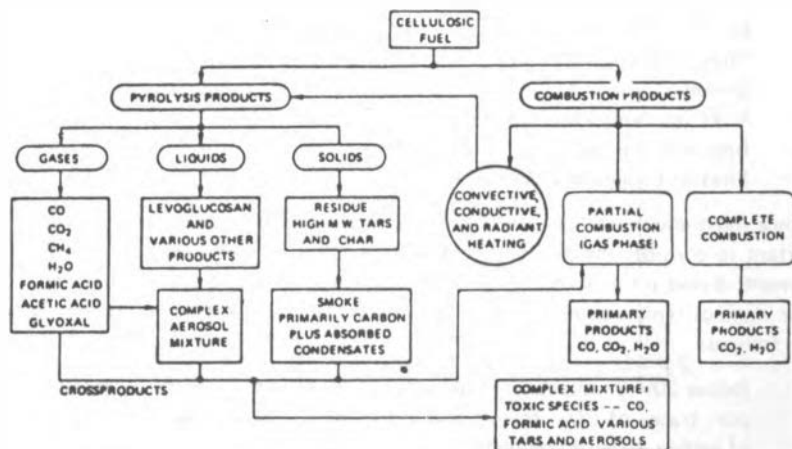 CELLULOSIC
FUEL
PYROLYSIS PRODUCTS
COMBUSTION PRODUCTS
GASES
LIQUIDS
SOLIDS
CO
CO₂
CH₄
H₂O
FORMIC ACID
ACETIC ACID
GLYOXAL
LEVOGLUCOSAN
AND
VARIOUS OTHER
PRODUCTS
RESIDUE
HIGH M.W. TARS
AND CHAR
CONVECTIVE,
CONDUCTIVE,
AND RADIANT
HEATING
PARTIAL
COMBUSTION
(GAS PHASE)
COMPLETE
COMBUSTION
COMPLEX
AEROSOL
MIXTURE
SMOKE
PRIMARILY CARBON
PLUS ABSORBED
CONDENSATES
PRIMARY
PRODUCTS
CO, CO₂, H₂O
PRIMARY
PRODUCTS
CO₂, H₂O
CROSSPRODUCTS
COMPLEX MIXTURE:
TOXIC SPECIES -- CO,
FORMIC ACID VARIOUS
TARS AND AEROSOLS